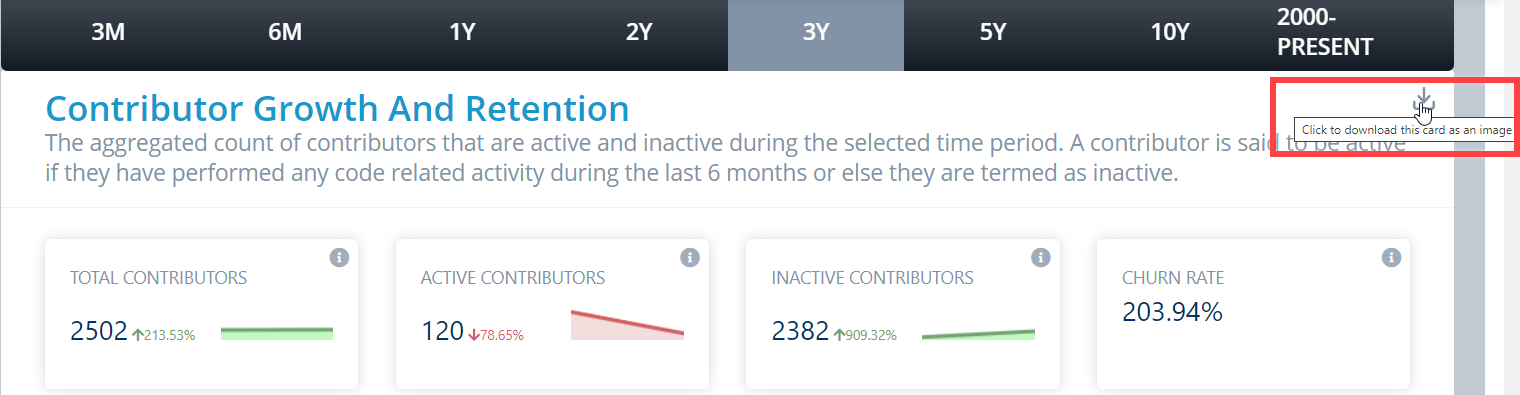 3M
6M
1Y
2Y
3Y
5Y
10Y
2000-
PRESENT
Contributor Growth And Retention
Click to download this card as an image
The aggregated count of contributors that are active and inactive during the selected time period. A contributor is said to be active
if they have performed any code related activity during the last 6 months or else they are termed as inactive.
TOTAL CONTRIBUTORS
2502 213.53%
ACTIVE CONTRIBUTORS
120 78.65%
INACTIVE CONTRIBUTORS
2382 909.32%
CHURN RATE
203.94%